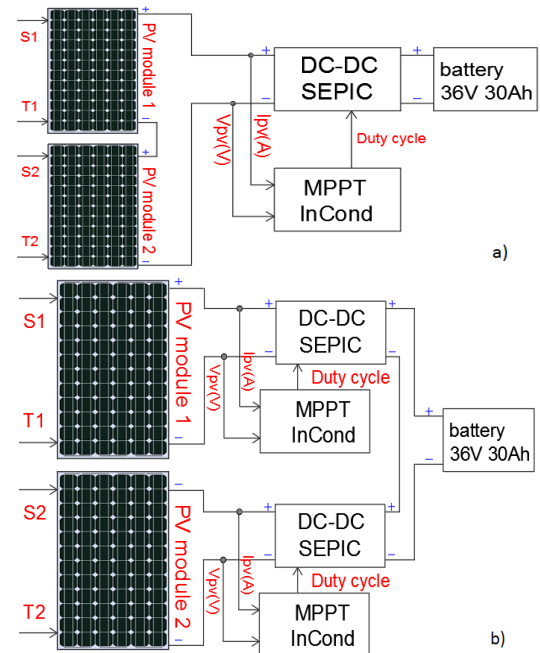 S1
T1
+
−
PV module 1
S2
T2
+
−
PV module 2
Vpv(V)
Ipv(A)
+
−
DC-DC
SEPIC
+
−
battery
36V 30Ah
Duty cycle
MPPT
InCond
a)
S1
T1
+
−
PV module 1
Vpv(V)
Ipv(A)
+
−
DC-DC
SEPIC
+
−
Duty cycle
MPPT
InCond
+
−
battery
36V 30Ah
S2
T2
−
−
PV module 2
Vpv(V)
Ipv(A)
+
−
DC-DC
SEPIC
+
−
Duty cycle
MPPT
InCond
b)